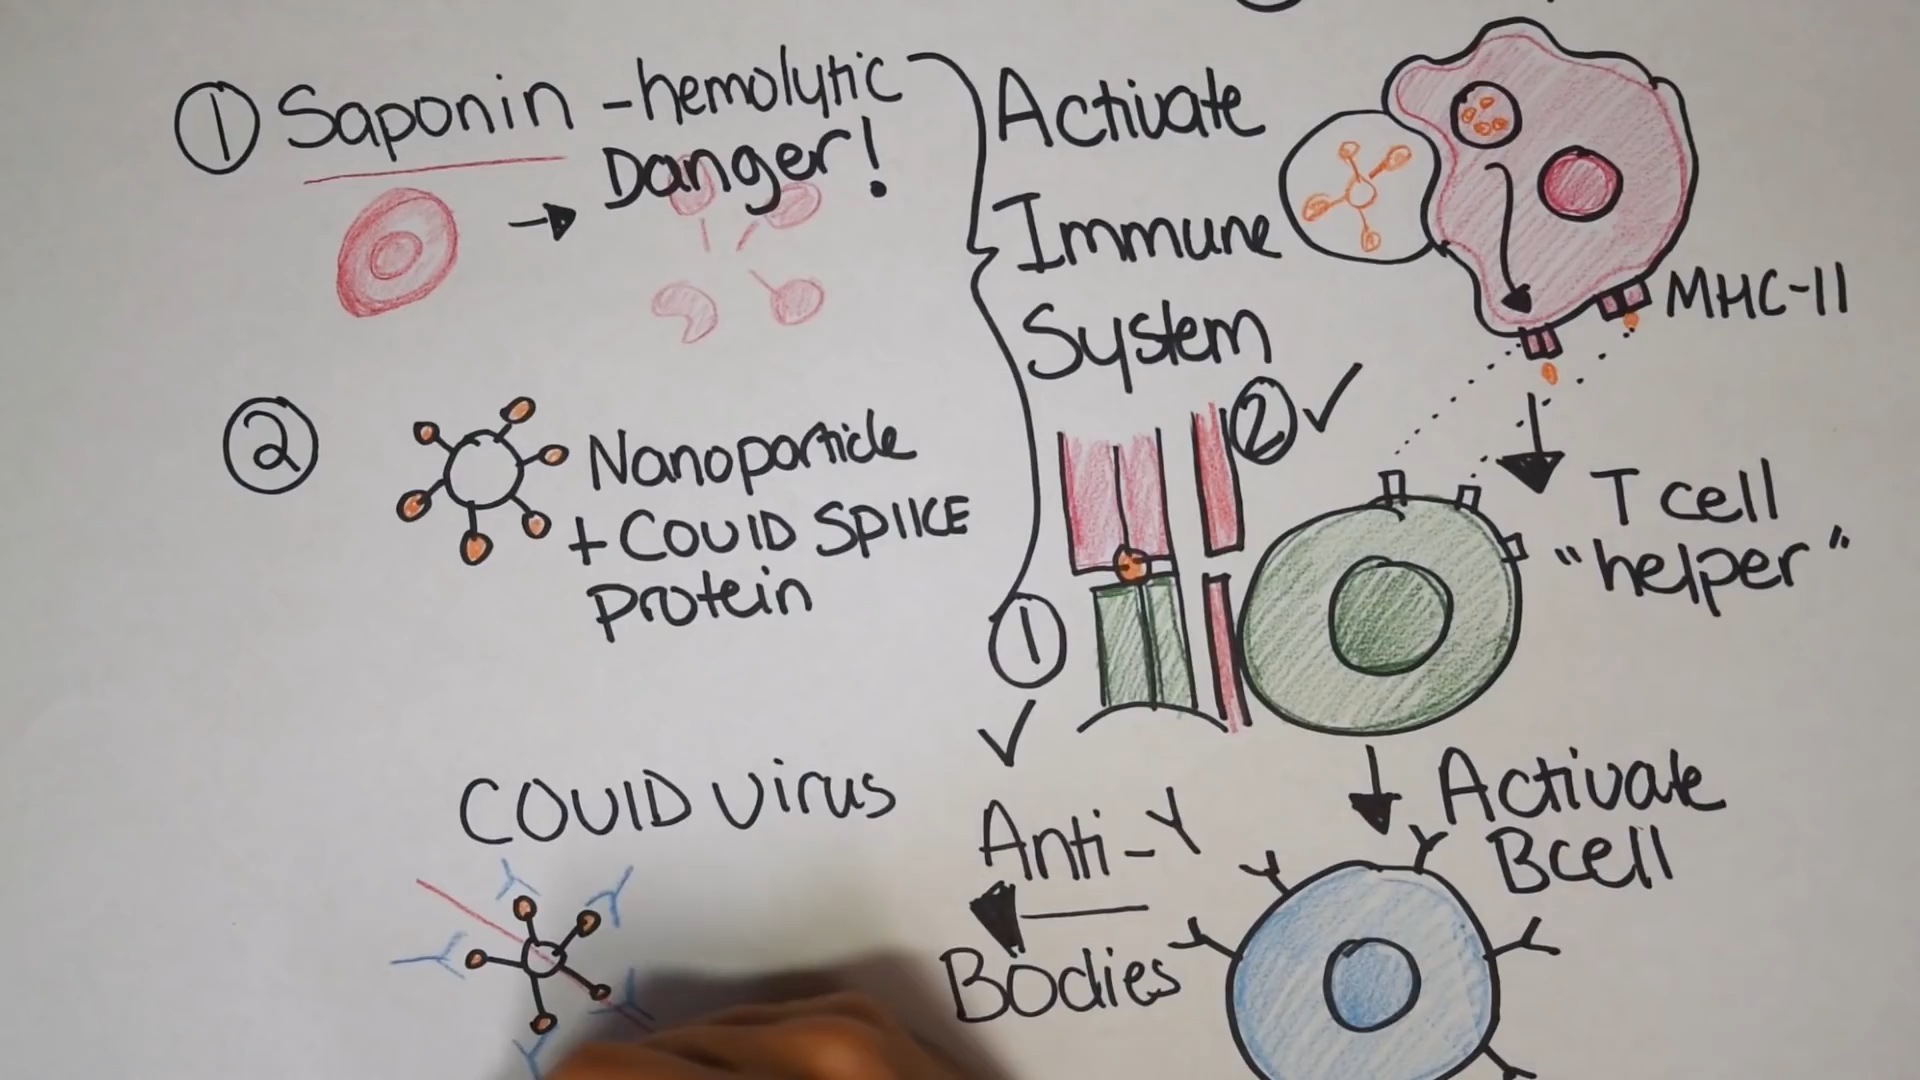 ① Saponin - hemolytic
Danger!
② Nanoparticle
+ COVID SPIKE
protein
Activate
Immune
System
MHC-II
② ✓
T cell
"helper"
①
✓
Activate
B cell
Anti-
Bodies
COVID virus